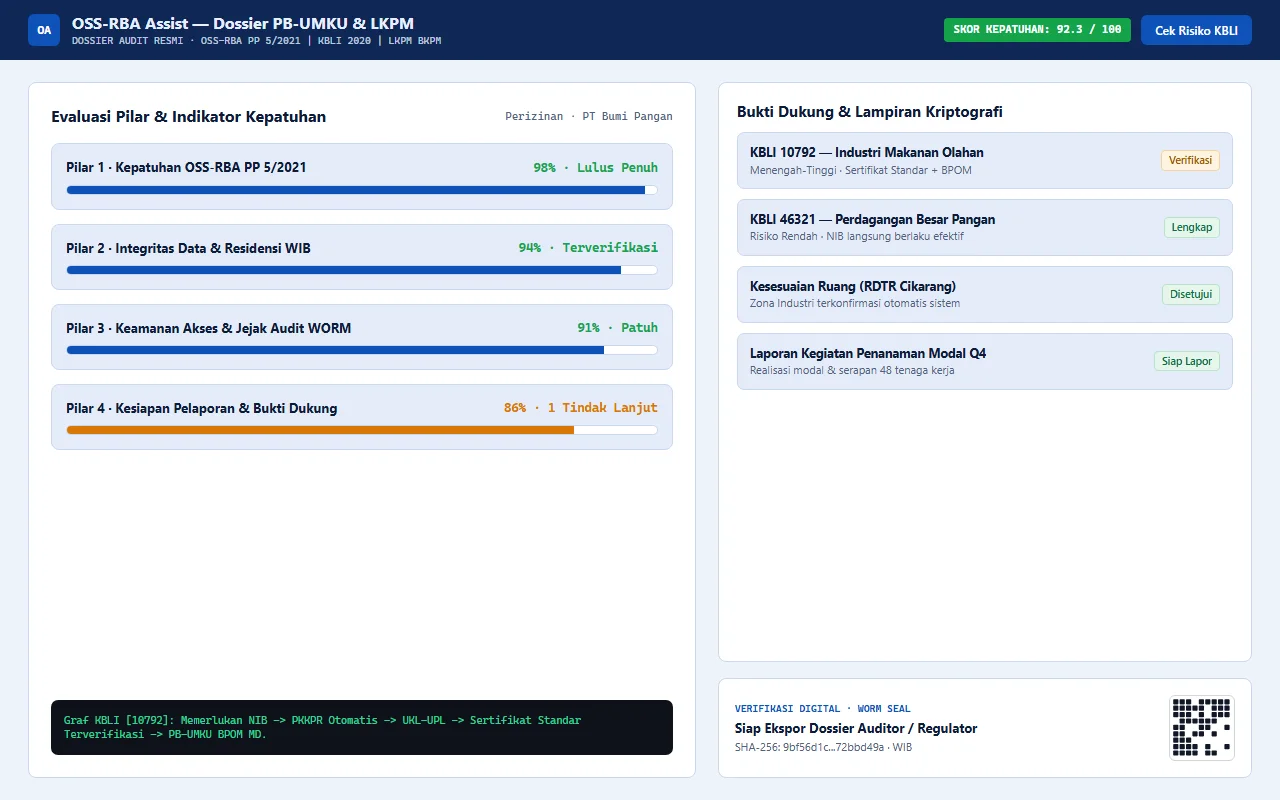 OA
OSS-RBA Assist — Dossier PB-UMKU & LKPM
DOSSIER AUDIT RESMI · OSS-RBA PP 5/2021 | KBLI 2020 | LKPM BKPM
SKOR KEPATUHAN: 92.3 / 100
Cek Risiko KBLI
Evaluasi Pilar & Indikator Kepatuhan
Perizinan · PT Bumi Pangan
Pilar 1 · Kepatuhan OSS-RBA PP 5/2021
98% · Lulus Penuh
Pilar 2 · Integritas Data & Residensi WIB
94% · Terverifikasi
Pilar 3 · Keamanan Akses & Jejak Audit WORM
91% · Patuh
Pilar 4 · Kesiapan Pelaporan & Bukti Dukung
86% · 1 Tindak Lanjut
Graf KBLI [10792]: Memerlukan NIB -> PKKPR Otomatis -> UKL-UPL -> Sertifikat Standar
Terverifikasi -> PB-UMKU BPOM MD.
Bukti Dukung & Lampiran Kriptografi
KBLI 10792 — Industri Makanan Olahan
Menengah-Tinggi · Sertifikat Standar + BPOM
Verifikasi
KBLI 46321 — Perdagangan Besar Pangan
Risiko Rendah · NIB langsung berlaku efektif
Lengkap
Kesesuaian Ruang (RDTR Cikarang)
Zona Industri terkonfirmasi otomatis sistem
Disetujui
Laporan Kegiatan Penanaman Modal Q4
Realisasi modal & serapan 48 tenaga kerja
Siap Lapor
VERIFIKASI DIGITAL · WORM SEAL
Siap Ekspor Dossier Auditor / Regulator
SHA-256: 9bf56d1c...72bbd49a · WIB